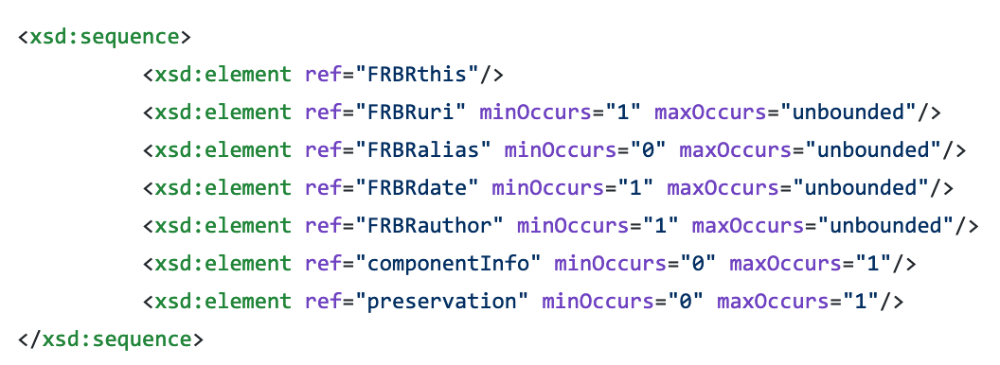 <xsd:sequence>
<xsd:element ref="FRBRthis"/>
<xsd:element ref="FRBRuri" minOccurs="1" maxOccurs="unbounded"/>
<xsd:element ref="FRBRalias" minOccurs="0" maxOccurs="unbounded"/>
<xsd:element ref="FRBRdate" minOccurs="1" maxOccurs="unbounded"/>
<xsd:element ref="FRBRauthor" minOccurs="1" maxOccurs="unbounded"/>
<xsd:element ref="componentInfo" minOccurs="0" maxOccurs="1"/>
<xsd:element ref="preservation" minOccurs="0" maxOccurs="1"/>
</xsd:sequence>